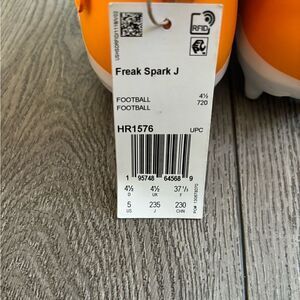 RFID
Freak Spark J
FOOTBALL 4½
FOOTBALL 720
HR1576 UPC
1 95748 64568 9
4½ 4½ 37⅓
D UK F
5 235 230
US J CHN